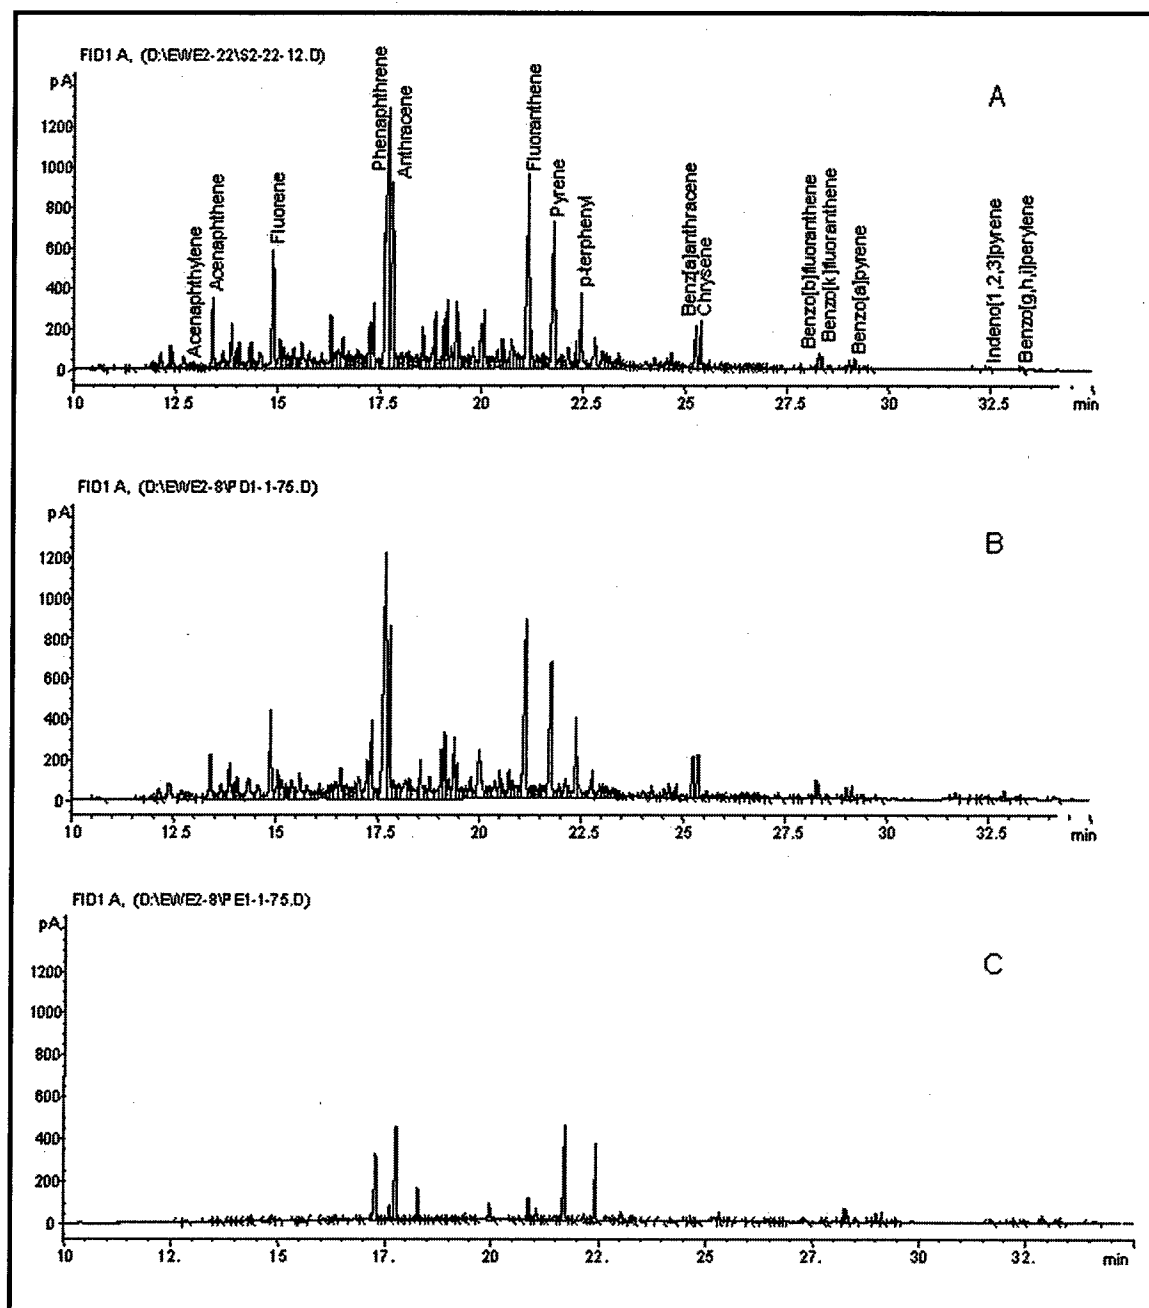 FID1 A, (D:\EWE2-22\S2-22-12.D)
pA
A
1200
1000
800
600
400
200
0
Acenaphthylene
Acenaphthene
Fluorene
Phenaphthrene
Anthracene
Fluoranthene
Pyrene
p-terphenyl
Benz[a]anthracene
Chrysene
Benzo[b]fluoranthene
Benzo[k]fluoranthene
Benzo[a]pyrene
Indeno[1,2,3]pyrene
Benzo[g,h,i]perylene
10 12.5 15 17.5 20 22.5 25 27.5 30 32.5 min
FID1 A, (D:\EWE2-8\PD1-1-75.D)
pA
B
1200
1000
800
600
400
200
0
10 12.5 15 17.5 20 22.5 25 27.5 30 32.5 min
FID1 A, (D:\EWE2-8\PE1-1-75.D)
pA
C
1200
1000
800
600
400
200
0
10 12. 15 17. 20 22. 25 27. 30 32. min